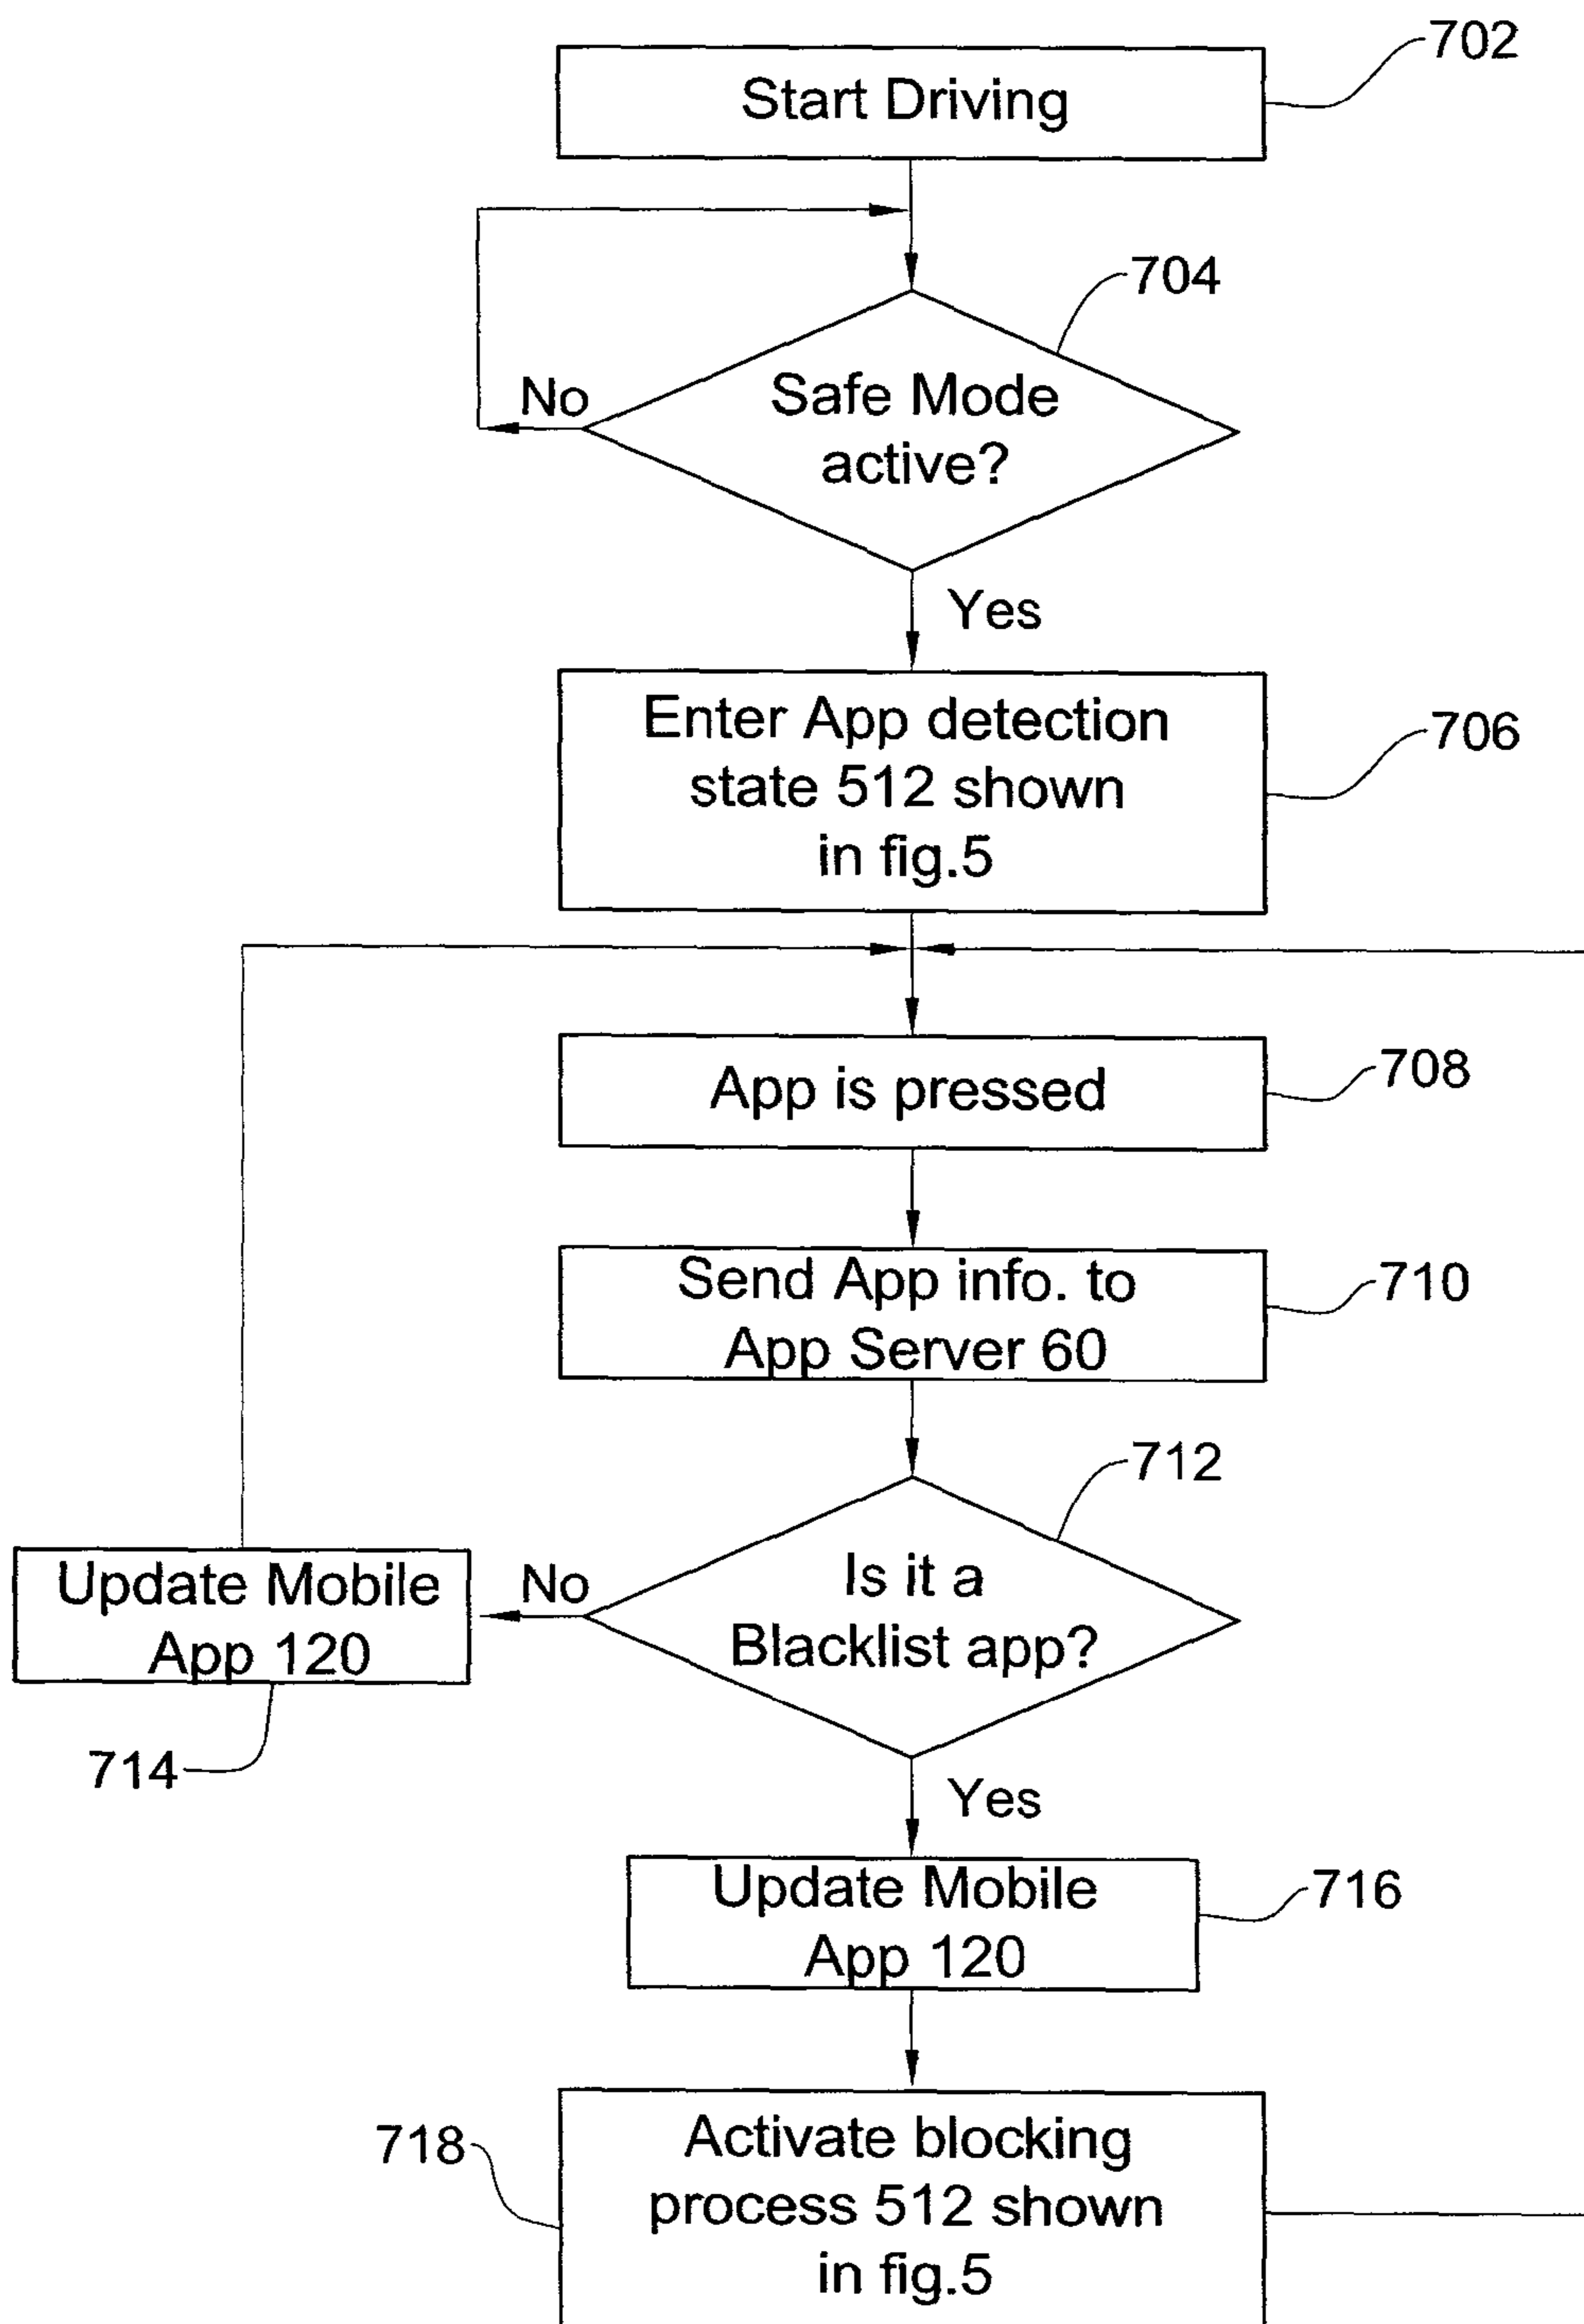 702
Start Driving
704
Safe Mode
active?
No
Yes
Enter App detection
state 512 shown
in fig.5
706
App is pressed
708
Send App info. to
App Server 60
710
712
Is it a
Blacklist app?
No
Update Mobile
App 120
714
Yes
Update Mobile
App 120
716
718
Activate blocking
process 512 shown
in fig.5